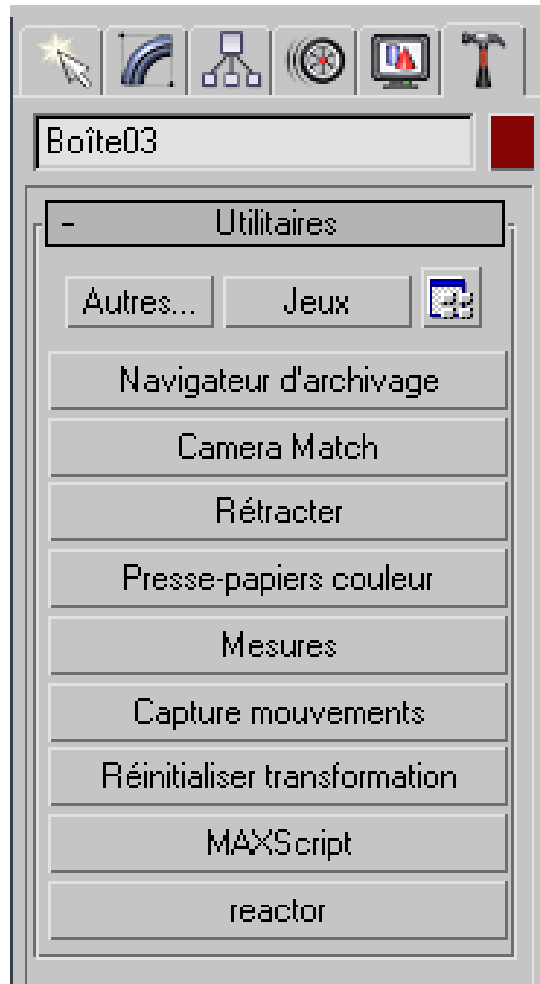 Boîte03
- Utilitaires
Autres... Jeux
Navigateur d'archivage
Camera Match
Rétracter
Presse-papiers couleur
Mesures
Capture mouvements
Réinitialiser transformation
MAXScript
reactor